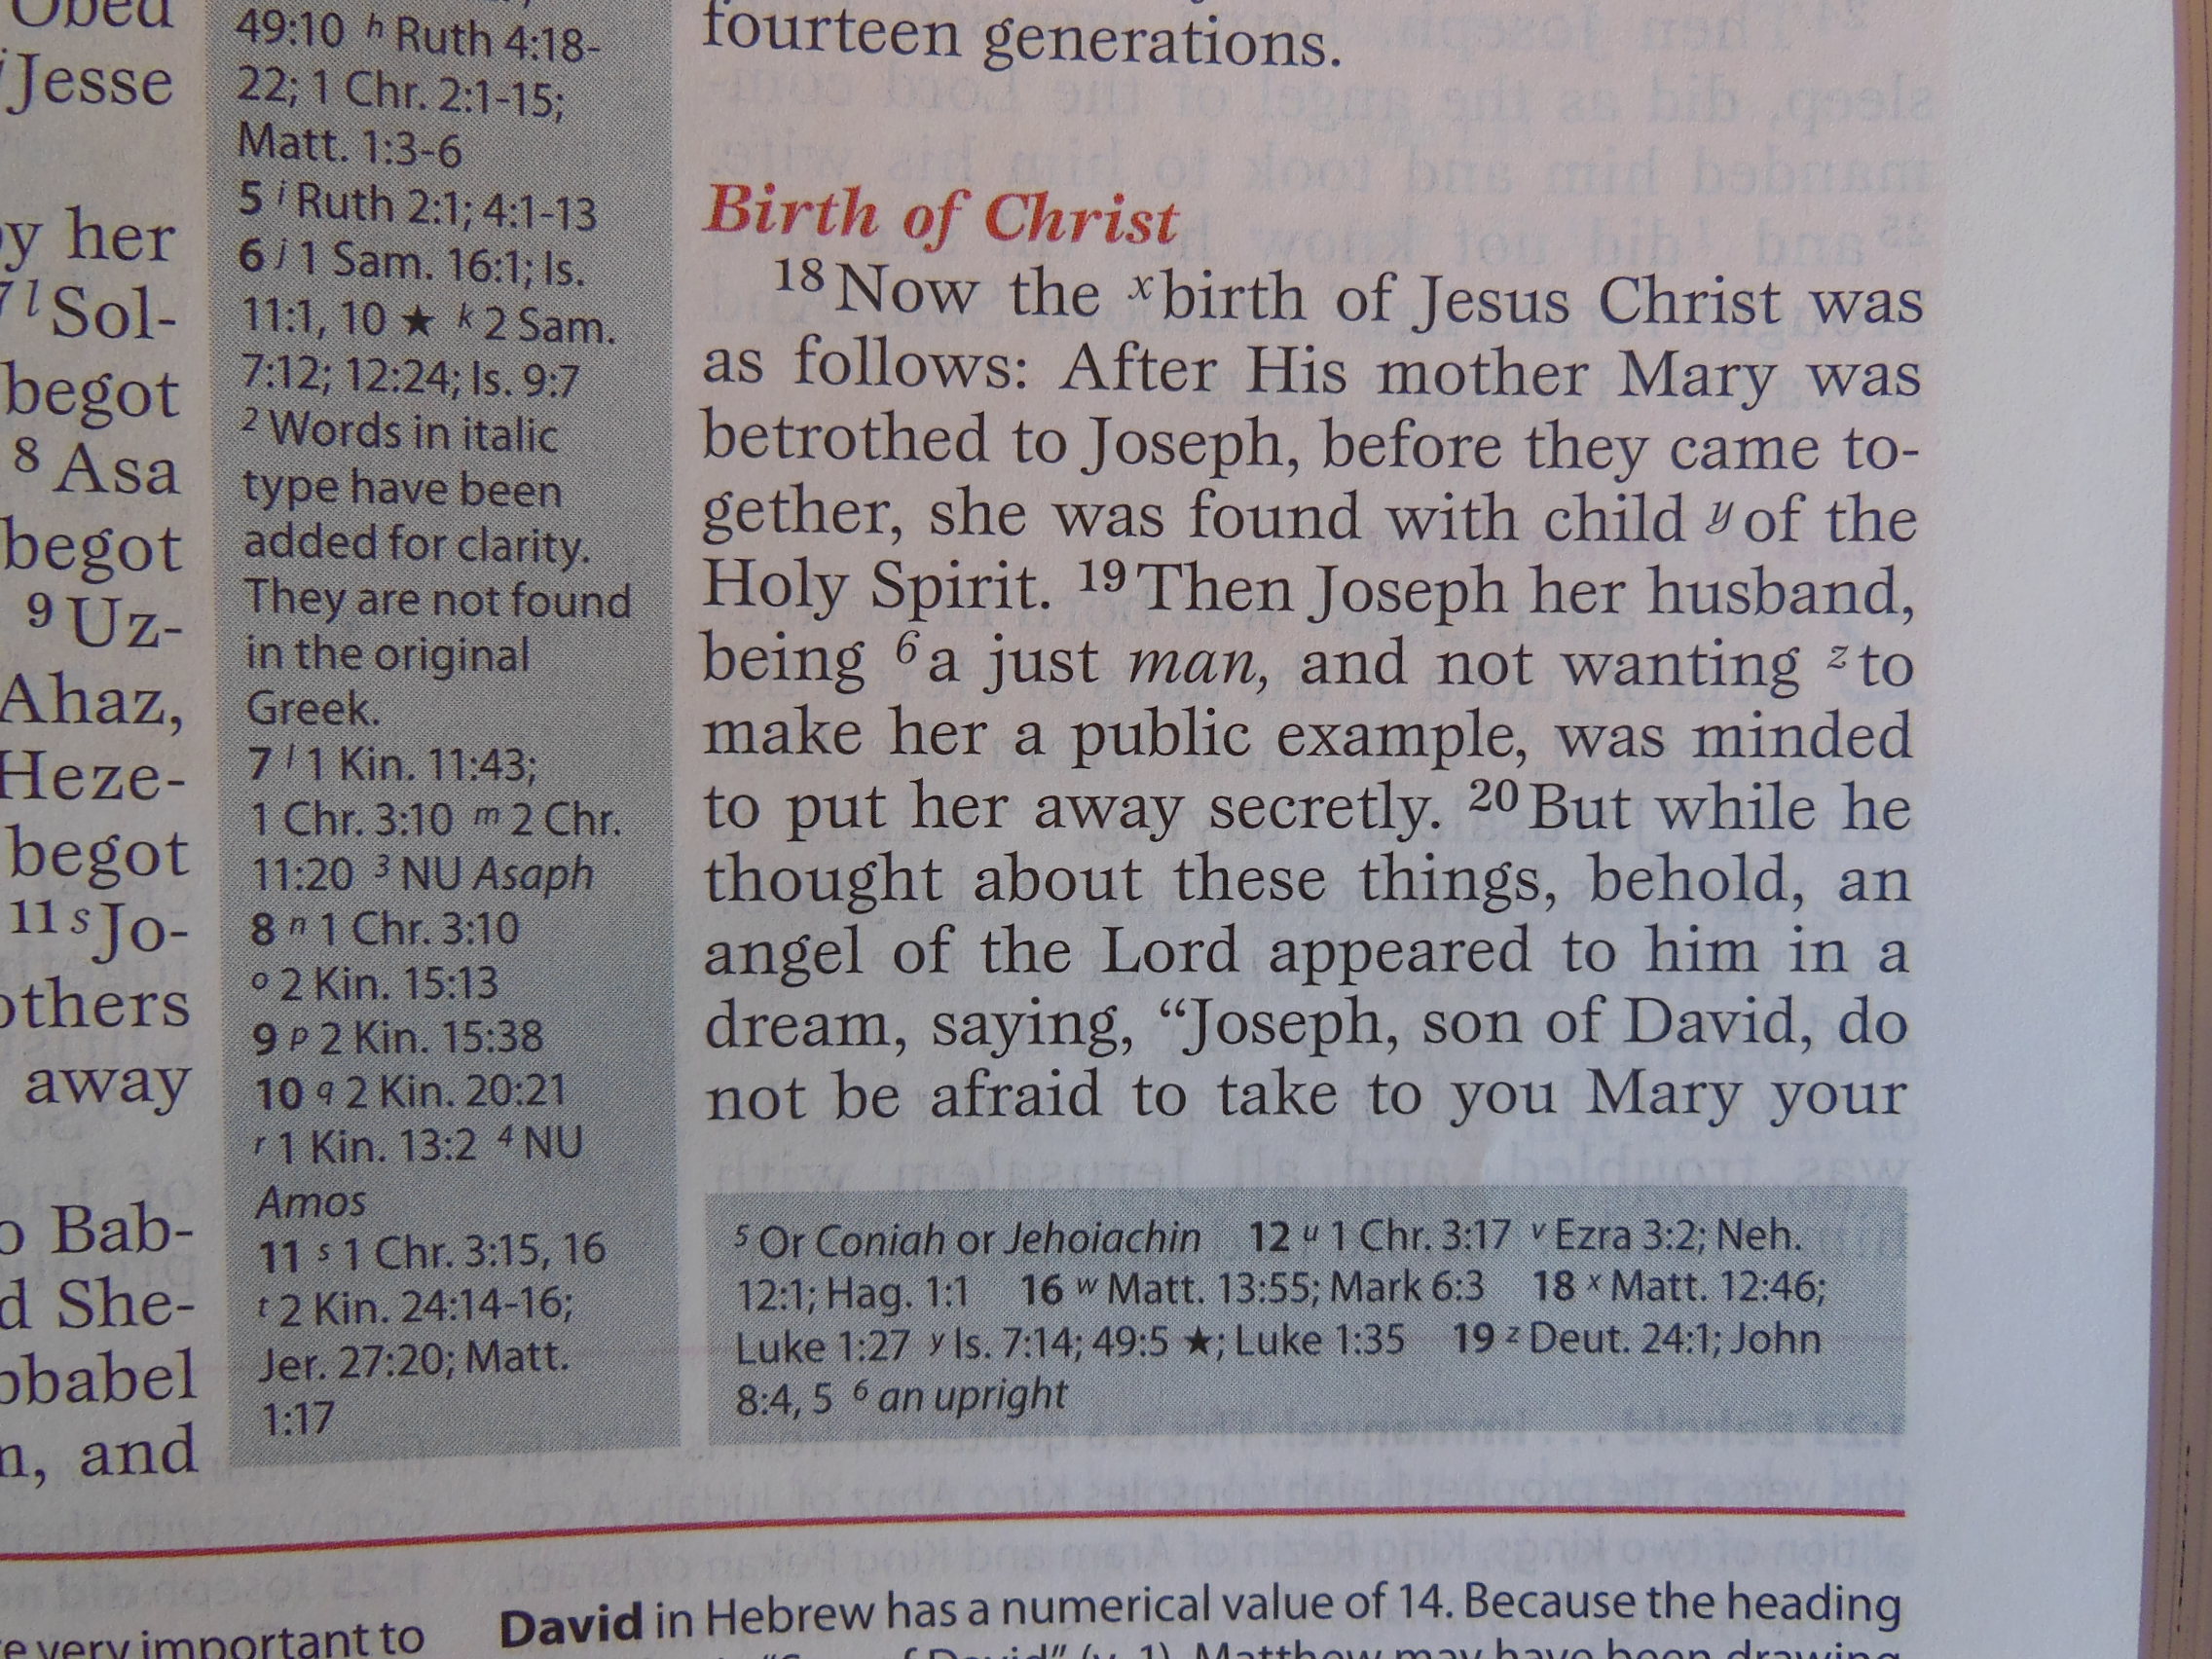 Obed
Jesse
her
7 l Sol-
begot
8 Asa
begot
9 Uz-
Ahaz,
Heze-
begot
11 s Jo-
away
Bab-
She-
and
49:10 h Ruth 4:18-
22; 1 Chr. 2:1-15;
Matt. 1:3-6
5 i Ruth 2:1; 4:1-13
6 j 1 Sam. 16:1; Is.
11:1, 10 ★ k 2 Sam.
7:12; 12:24; Is. 9:7
2 Words in italic
type have been
added for clarity.
They are not found
in the original
Greek.
7 l 1 Kin. 11:43;
1 Chr. 3:10 m 2 Chr.
11:20 3 NU Asaph
8 n 1 Chr. 3:10
o 2 Kin. 15:13
9 p 2 Kin. 15:38
10 q 2 Kin. 20:21
r 1 Kin. 13:2 4 NU
Amos
11 s 1 Chr. 3:15, 16
t 2 Kin. 24:14-16;
Jer. 27:20; Matt.
1:17
fourteen generations.
Birth of Christ
18 Now the x birth of Jesus Christ was
as follows: After His mother Mary was
betrothed to Joseph, before they came to-
gether, she was found with child y of the
Holy Spirit. 19 Then Joseph her husband,
being 6 a just man, and not wanting z to
make her a public example, was minded
to put her away secretly. 20 But while he
thought about these things, behold, an
angel of the Lord appeared to him in a
dream, saying, “Joseph, son of David, do
not be afraid to take to you Mary your
5 Or Coniah or Jehoiachin 12 u 1 Chr. 3:17 v Ezra 3:2; Neh.
12:1; Hag. 1:1 16 w Matt. 13:55; Mark 6:3 18 x Matt. 12:46;
Luke 1:27 y Is. 7:14; 49:5 ★; Luke 1:35 19 z Deut. 24:1; John
8:4, 5 6 an upright
very important to
David in Hebrew has a numerical value of 14. Because the heading
of David” (v. 1), Matthew may have been drawing